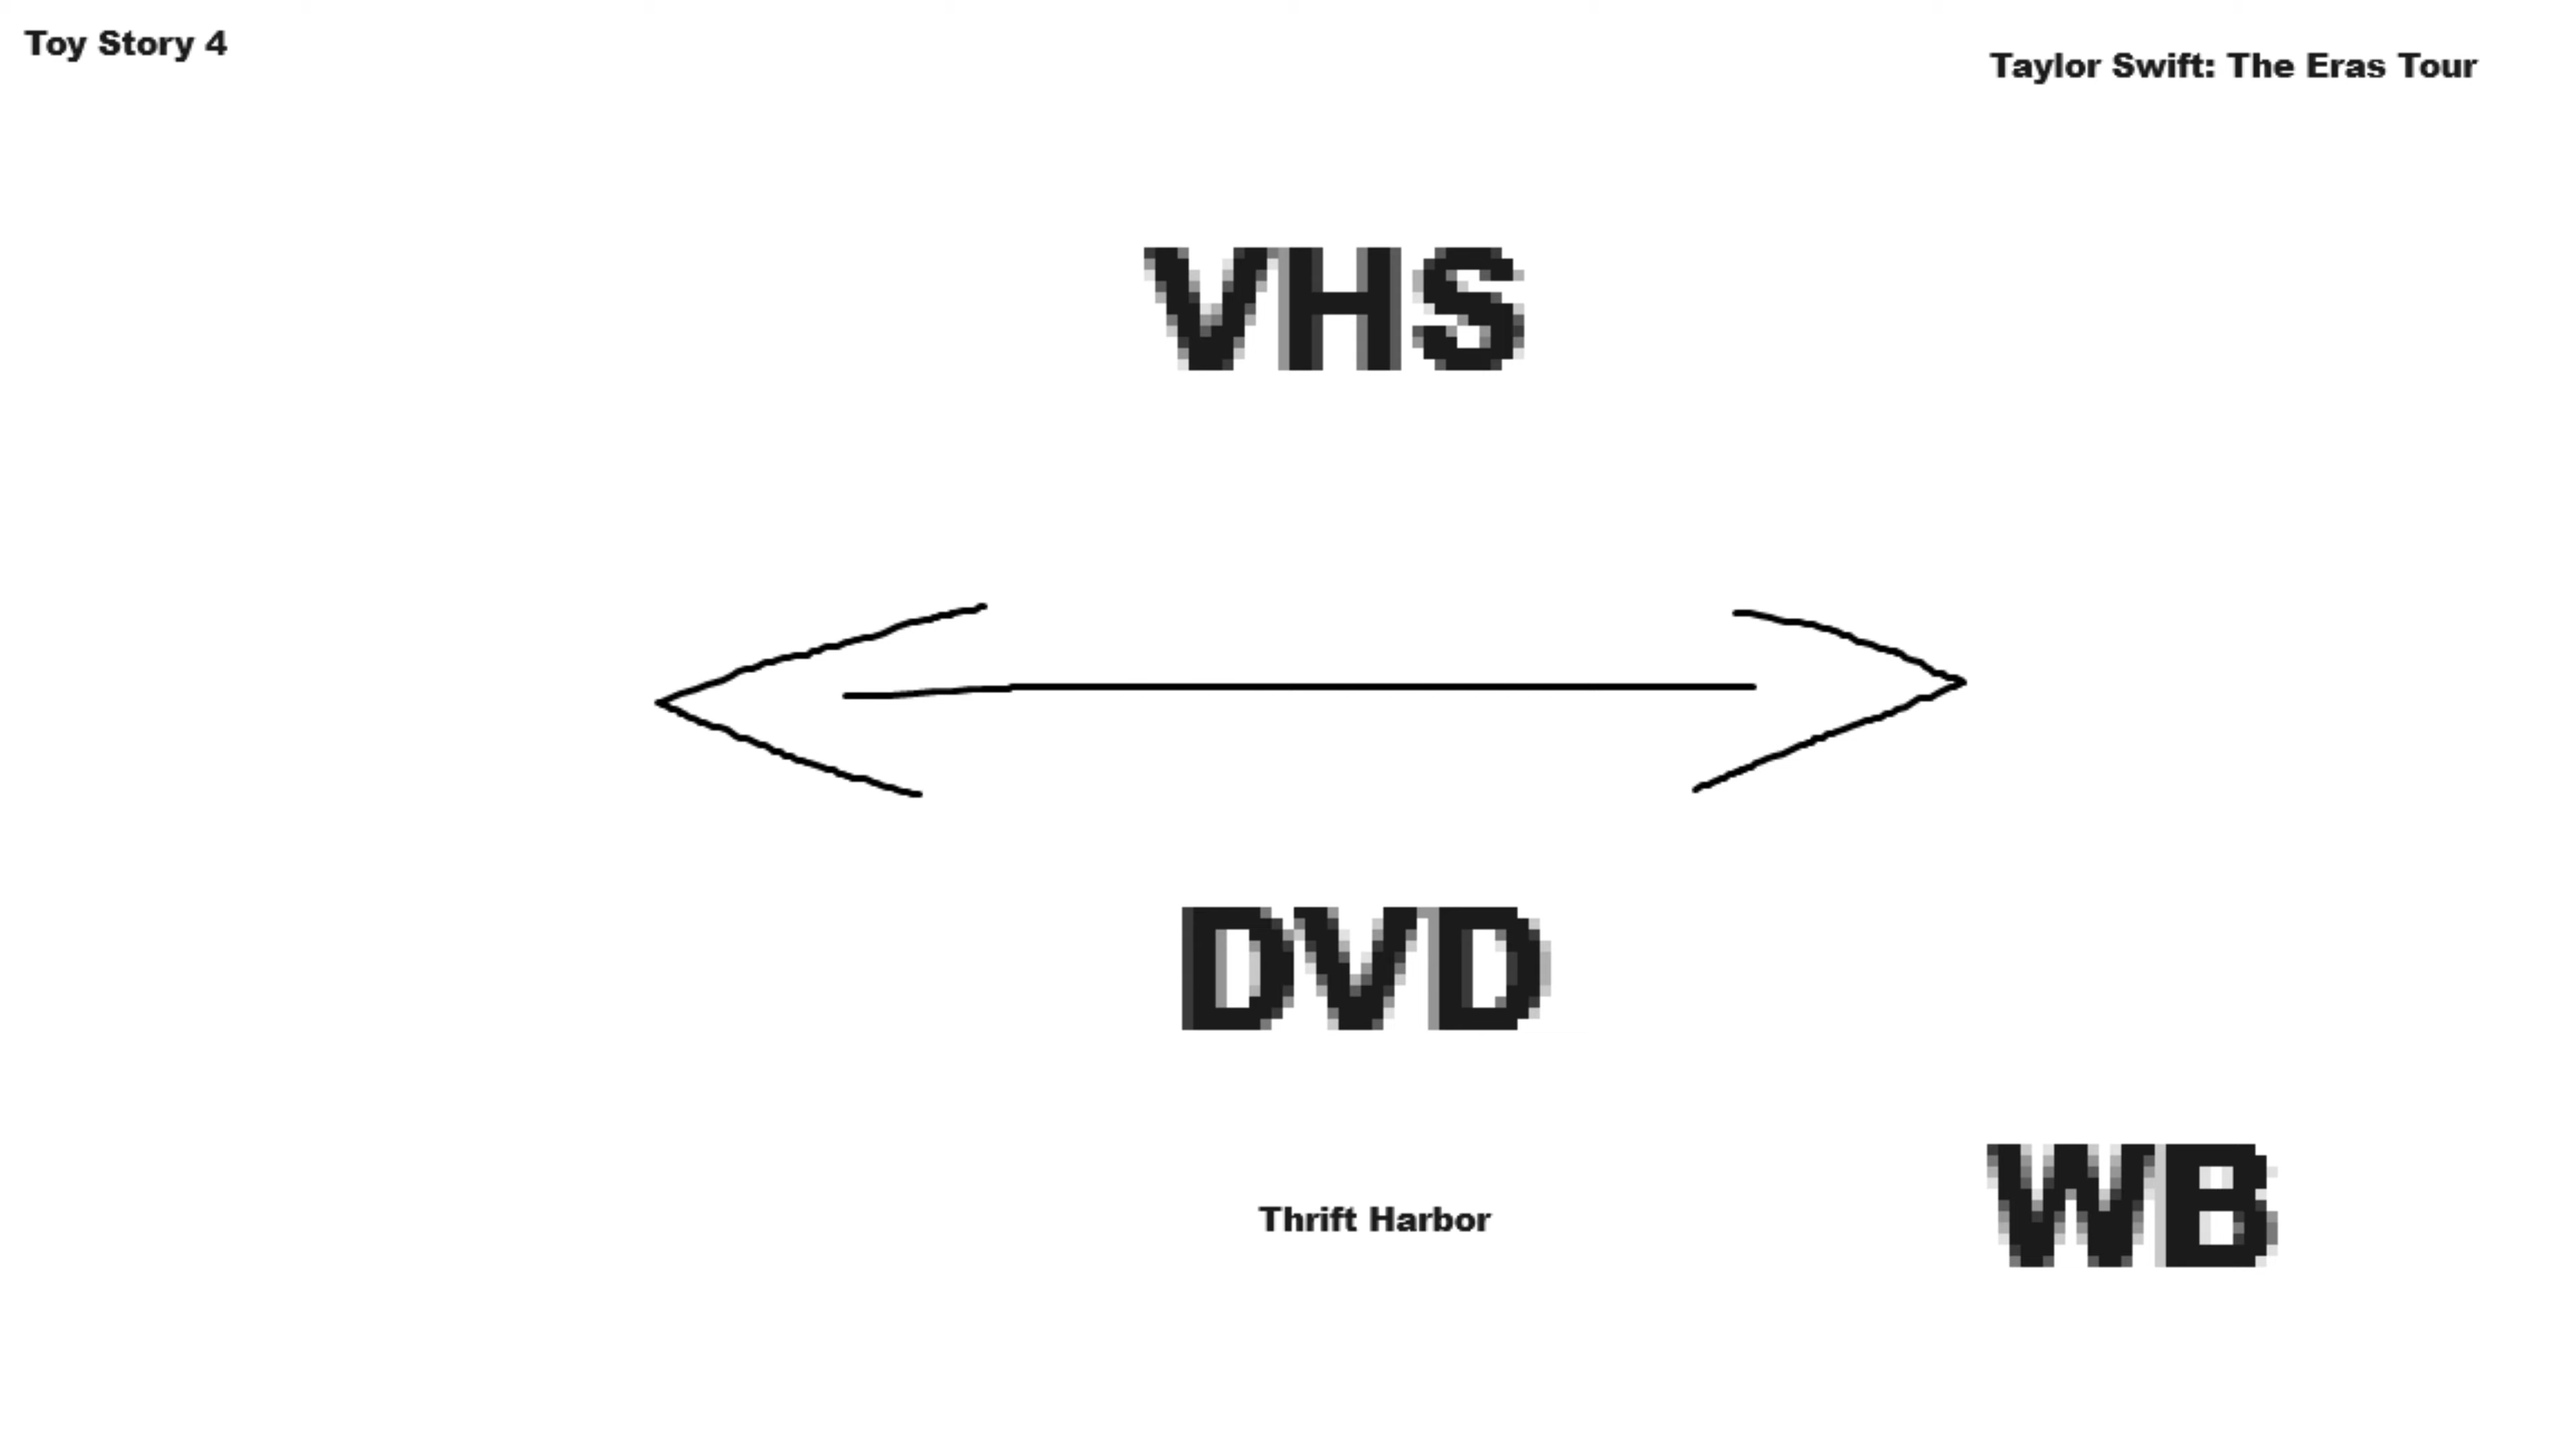 Toy Story 4
Taylor Swift: The Eras Tour
VHS
DVD
WB
Thrift Harbor